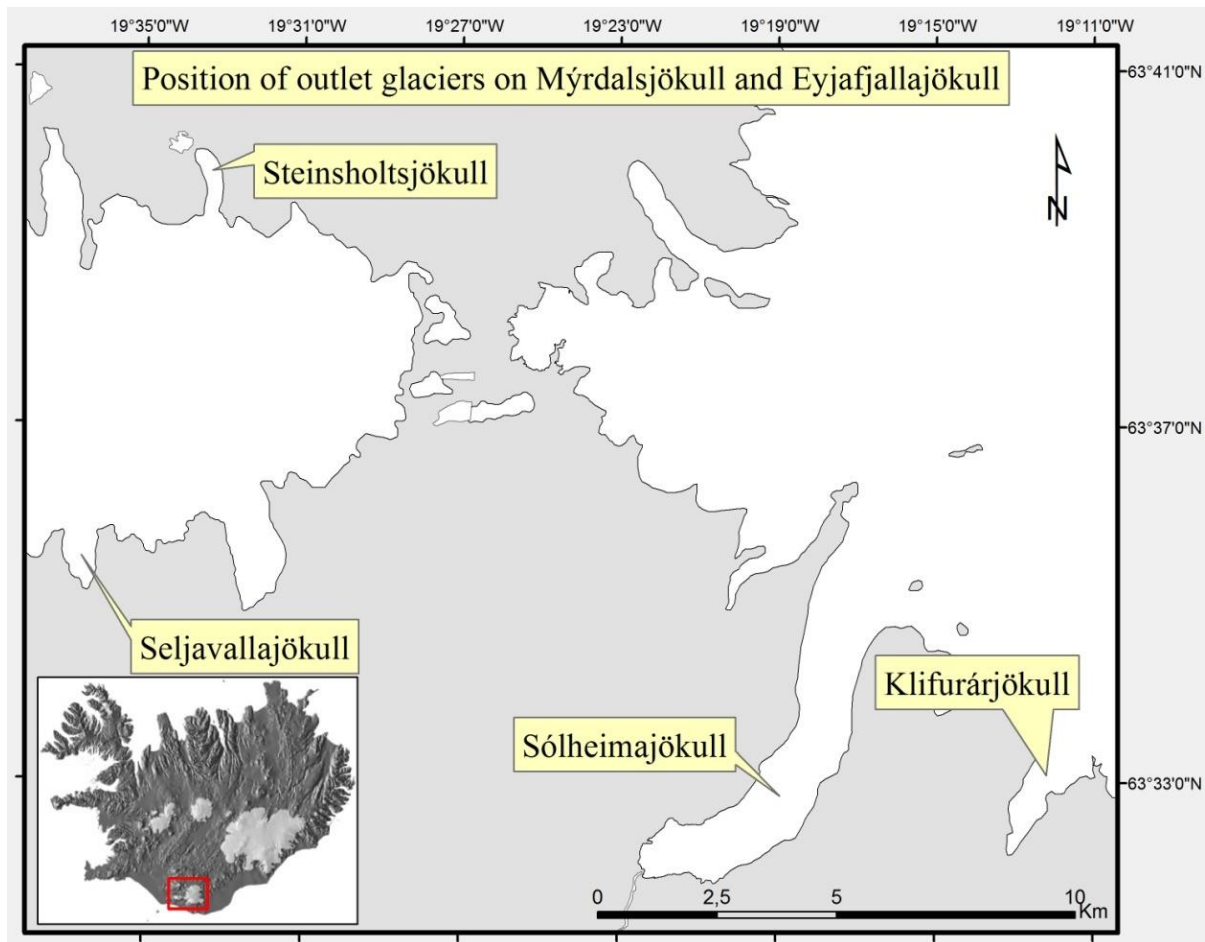 19°35'0"W 19°31'0"W 19°27'0"W 19°23'0"W 19°19'0"W 19°15'0"W 19°11'0"W
Position of outlet glaciers on Mýrdalsjökull and Eyjafjallajökull
63°41'0"N
Steinsholtsjökull
N
63°37'0"N
Seljavallajökull
Klifurárjökull
Sólheimajökull
63°33'0"N
0 2,5 5 10
Km